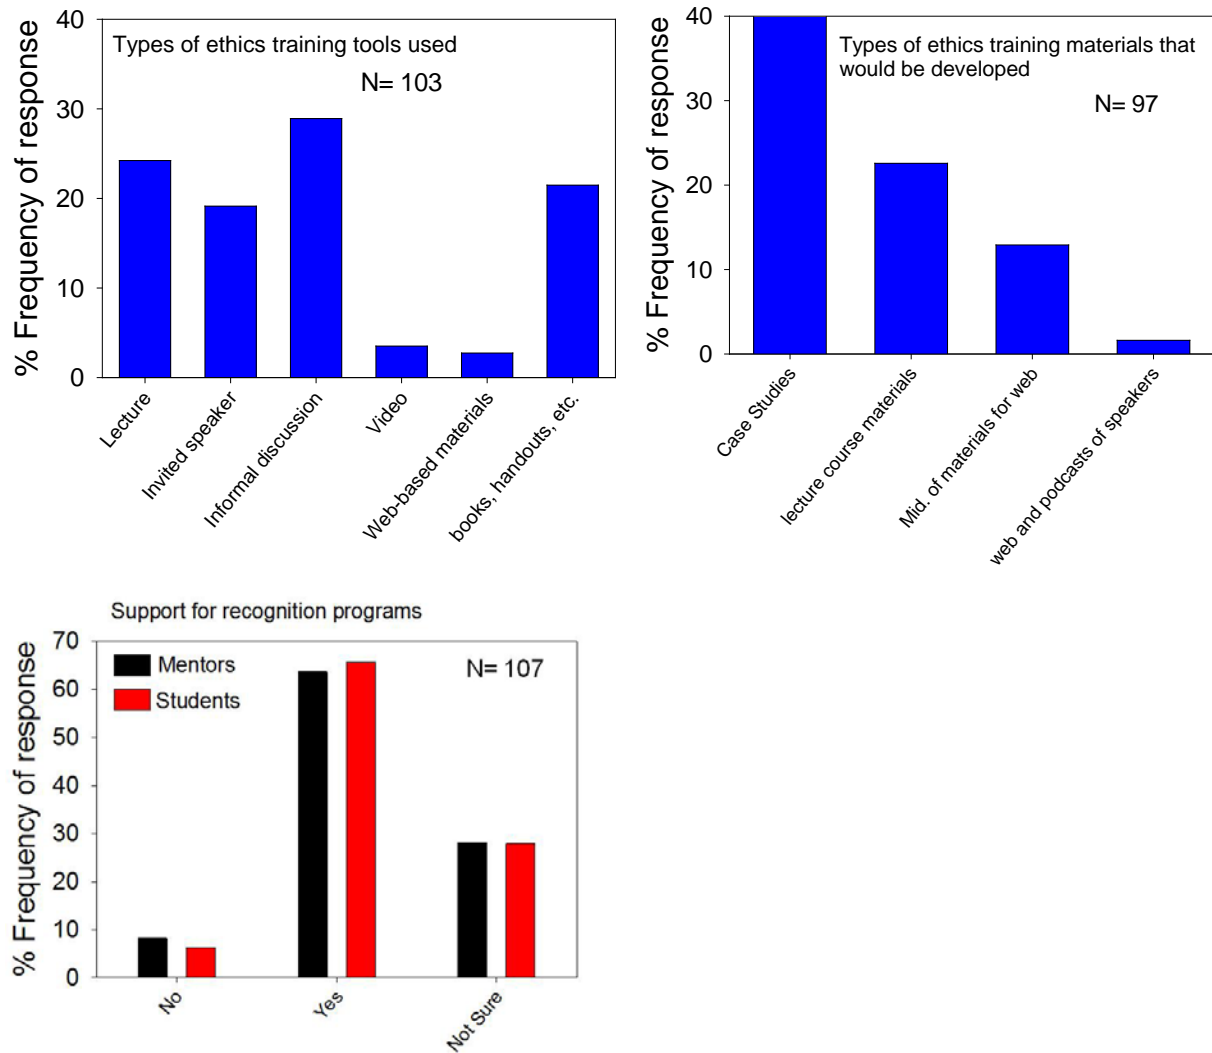 Types of ethics training tools used
N= 103
% Frequency of response
40
30
20
10
0
Lecture
Invited speaker
Informal discussion
Video
Web-based materials
books, handouts, etc.
Types of ethics training materials that
would be developed
N= 97
% Frequency of response
40
30
20
10
0
Case Studies
lecture course materials
Mid. of materials for web
web and podcasts of speakers
Support for recognition programs
Mentors
Students
N= 107
% Frequency of response
70
60
50
40
30
20
10
0
No
Yes
Not Sure